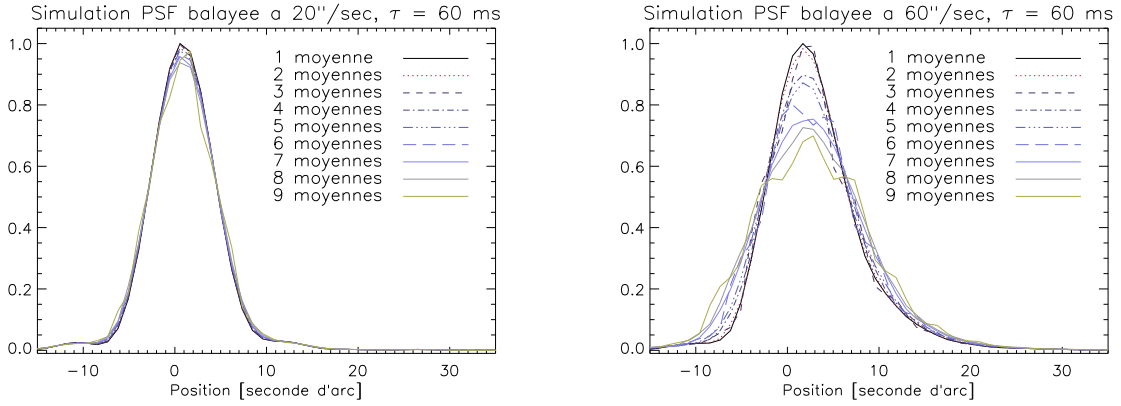 Simulation PSF balayee a 20"/sec, τ = 60 ms
1.0
0.8
0.6
0.4
0.2
0.0
1 moyenne
2 moyennes
3 moyennes
4 moyennes
5 moyennes
6 moyennes
7 moyennes
8 moyennes
9 moyennes
−10 0 10 20 30
Position [seconde d'arc]
Simulation PSF balayee a 60"/sec, τ = 60 ms
1.0
0.8
0.6
0.4
0.2
0.0
1 moyenne
2 moyennes
3 moyennes
4 moyennes
5 moyennes
6 moyennes
7 moyennes
8 moyennes
9 moyennes
−10 0 10 20 30
Position [seconde d'arc]